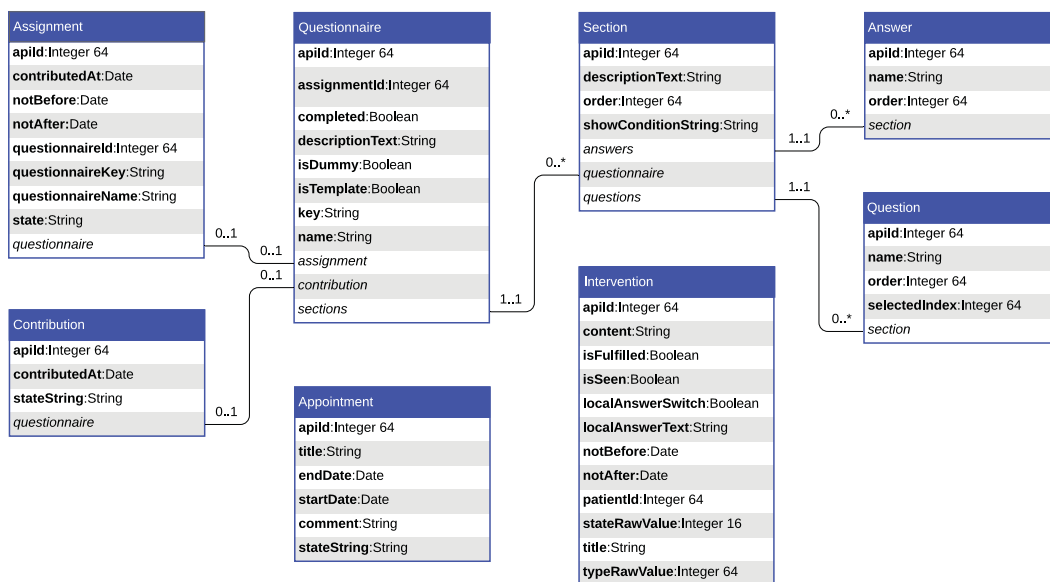 Assignment
apiId:Integer 64
contributedAt:Date
notBefore:Date
notAfter:Date
questionnaireId:Integer 64
questionnaireKey:String
questionnaireName:String
state:String
questionnaire
0..1
0..1
Contribution
apiId:Integer 64
contributedAt:Date
stateString:String
questionnaire
0..1
0..1
Questionnaire
apiId:Integer 64
assignmentId:Integer 64
completed:Boolean
descriptionText:String
isDummy:Boolean
isTemplate:Boolean
key:String
name:String
assignment
contribution
sections
1..1
0..*
Appointment
apiId:Integer 64
title:String
endDate:Date
startDate:Date
comment:String
stateString:String
Section
apiId:Integer 64
descriptionText:String
order:Integer 64
showConditionString:String
answers
questionnaire
questions
1..1
0..*
1..1
0..*
Intervention
apiId:Integer 64
content:String
isFulfilled:Boolean
isSeen:Boolean
localAnswerSwitch:Boolean
localAnswerText:String
notBefore:Date
notAfter:Date
patientId:Integer 64
stateRawValue:Integer 16
title:String
typeRawValue:Integer 64
Answer
apiId:Integer 64
name:String
order:Integer 64
section
Question
apiId:Integer 64
name:String
order:Integer 64
selectedIndex:Integer 64
section